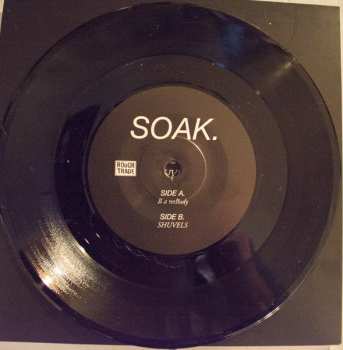 SOAK.
ROUGH
TRADE
SIDE A.
B a noBody
SIDE B.
SHUVELS